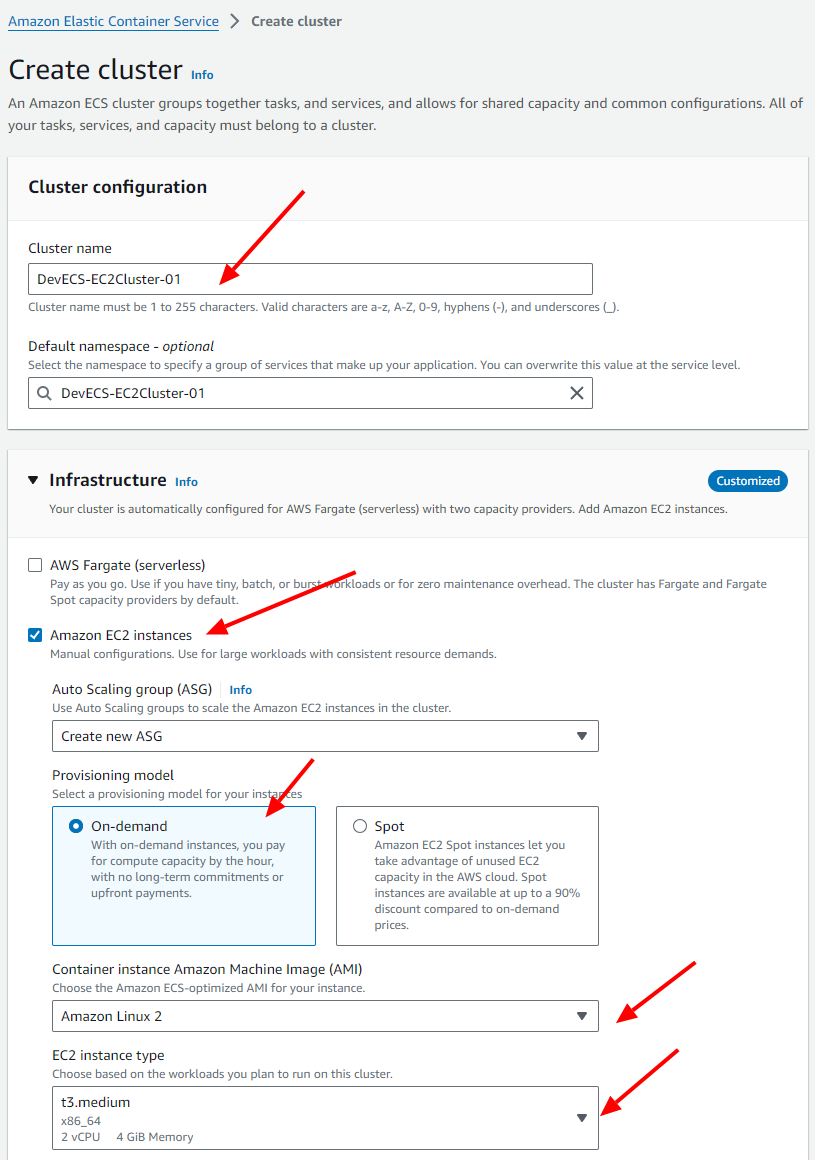 Amazon Elastic Container Service > Create cluster
Create cluster Info
An Amazon ECS cluster groups together tasks, and services, and allows for shared capacity and common configurations. All of
your tasks, services, and capacity must belong to a cluster.
Cluster configuration
Cluster name
DevECS-EC2Cluster-01
Cluster name must be 1 to 255 characters. Valid characters are a-z, A-Z, 0-9, hyphens (-), and underscores (_).
Default namespace - optional
Select the namespace to specify a group of services that make up your application. You can overwrite this value at the service level.
DevECS-EC2Cluster-01
Infrastructure Info
Customized
Your cluster is automatically configured for AWS Fargate (serverless) with two capacity providers. Add Amazon EC2 instances.
AWS Fargate (serverless)
Pay as you go. Use if you have tiny, batch, or burst workloads or for zero maintenance overhead. The cluster has Fargate and Fargate
Spot capacity providers by default.
Amazon EC2 instances
Manual configurations. Use for large workloads with consistent resource demands.
Auto Scaling group (ASG) Info
Use Auto Scaling groups to scale the Amazon EC2 instances in the cluster.
Create new ASG
Provisioning model
Select a provisioning model for your instances
On-demand
With on-demand instances, you pay
for compute capacity by the hour,
with no long-term commitments or
upfront payments.
Spot
Amazon EC2 Spot instances let you
take advantage of unused EC2
capacity in the AWS cloud. Spot
instances are available at up to a 90%
discount compared to on-demand
prices.
Container instance Amazon Machine Image (AMI)
Choose the Amazon ECS-optimized AMI for your instance.
Amazon Linux 2
EC2 instance type
Choose based on the workloads you plan to run on this cluster.
t3.medium
x86_64
2 vCPU 4 GiB Memory